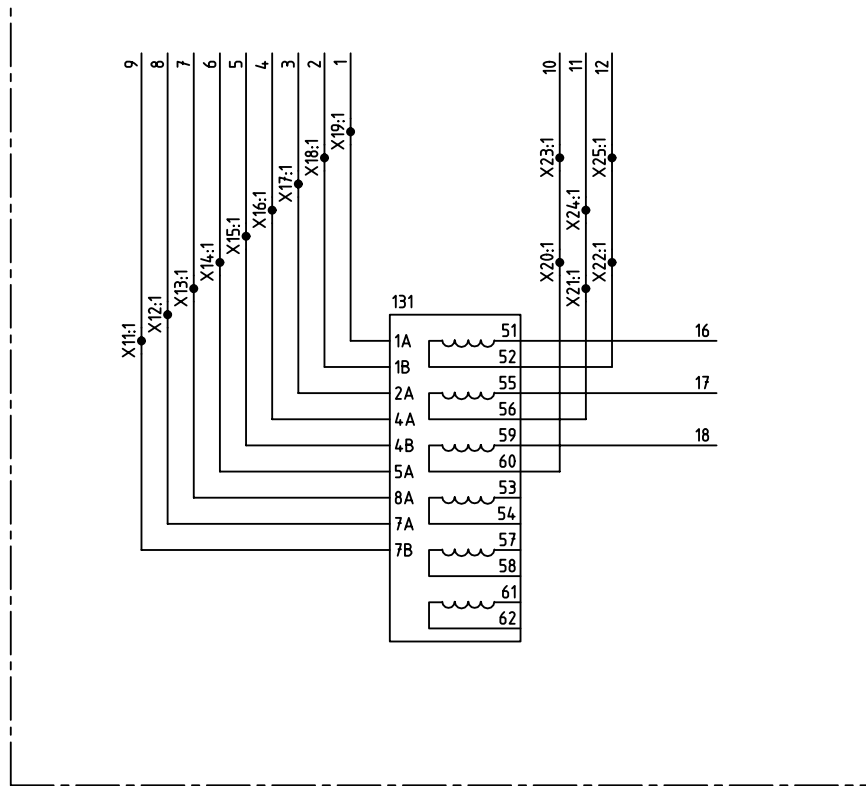 9 8 7 6 5 4 3 2 1 10 11 12
X19:1
X18:1 X23:1 X25:1
X17:1
X16:1 X24:1
X15:1
X14:1 X20:1 X22:1
X13:1 X21:1
X12:1
X11:1
131
1A 51 16
1B 52
2A 55 17
4A 56
4B 59 18
5A 60
8A 53
7A 54
7B 57
58
61
62